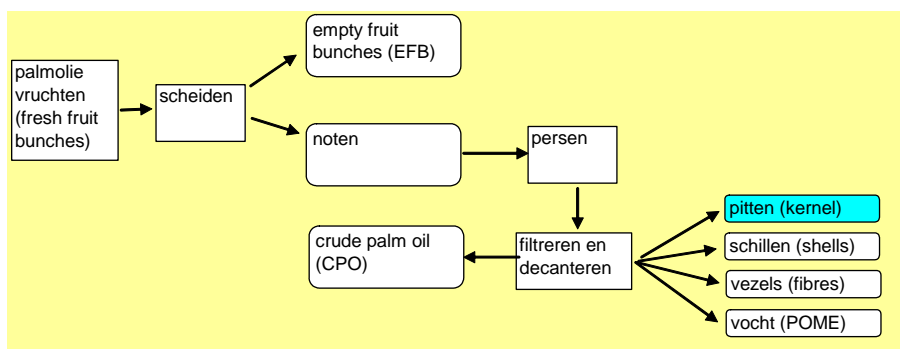 empty fruit
bunches (EFB)
palmolie
vruchten
(fresh fruit
bunches)
scheiden
noten
persen
pitten (kernel)
crude palm oil
(CPO)
filtreren en
decanteren
schillen (shells)
vezels (fibres)
vocht (POME)